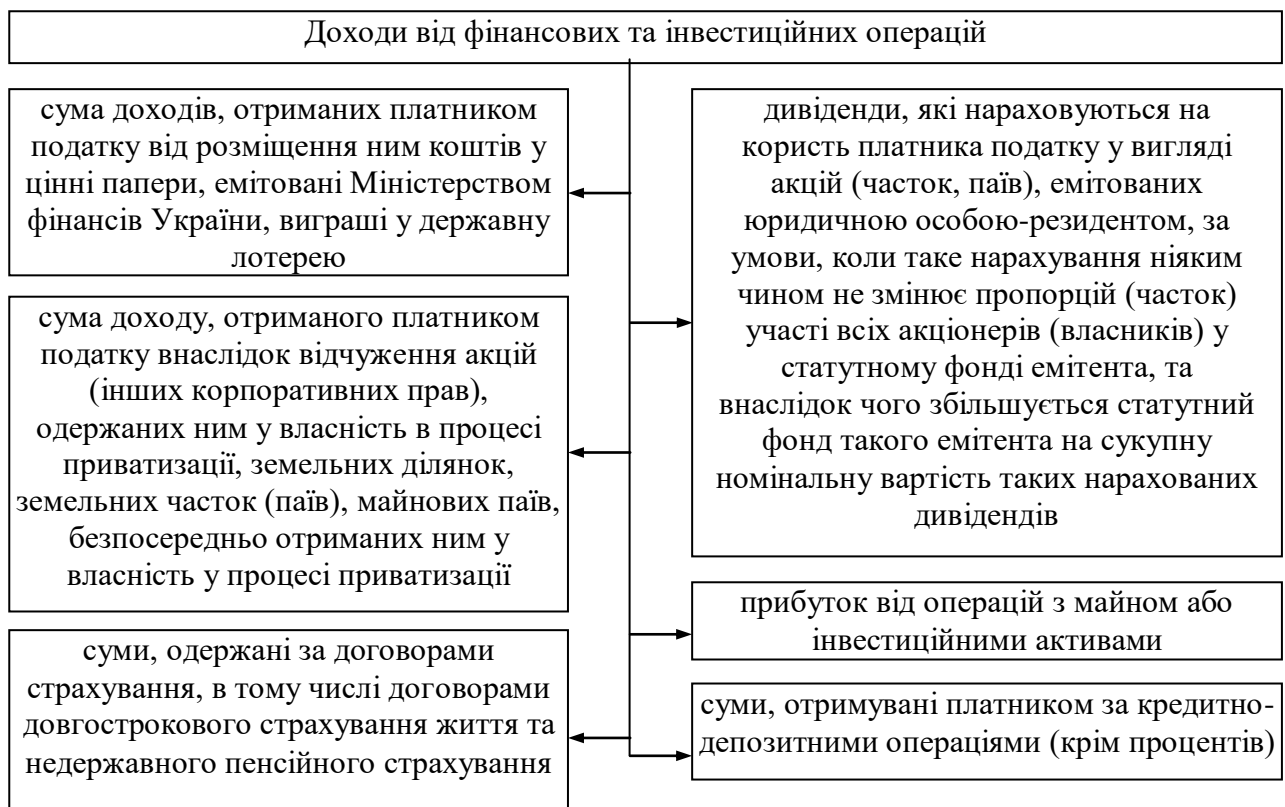 Доходи від фінансових та інвестиційних операцій
сума доходів, отриманих платником
податку від розміщення ним коштів у
цінні папери, емітовані Міністерством
фінансів України, виграші у державну
лотерею
сума доходу, отриманого платником
податку внаслідок відчуження акцій
(інших корпоративних прав),
одержаних ним у власність в процесі
приватизації, земельних ділянок,
земельних часток (паїв), майнових паїв,
безпосередньо отриманих ним у
власність у процесі приватизації
суми, одержані за договорами
страхування, в тому числі договорами
довгострокового страхування життя та
недержавного пенсійного страхування
дивіденди, які нараховуються на
користь платника податку у вигляді
акцій (часток, паїв), емітованих
юридичною особою-резидентом, за
умови, коли таке нарахування ніяким
чином не змінює пропорцій (часток)
участі всіх акціонерів (власників) у
статутному фонді емітента, та
внаслідок чого збільшується статутний
фонд такого емітента на сукупну
номінальну вартість таких нарахованих
дивідендів
прибуток від операцій з майном або
інвестиційними активами
суми, отримувані платником за кредитно-
депозитними операціями (крім процентів)